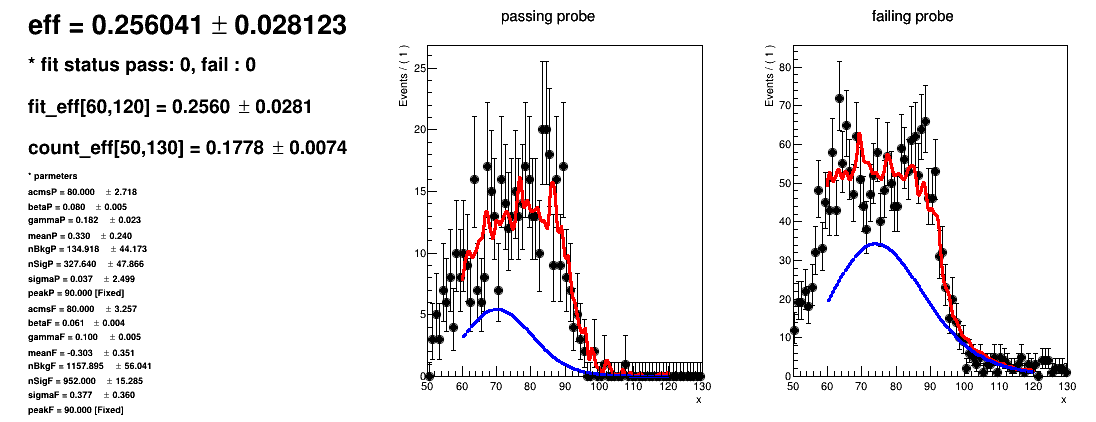 eff = 0.256041 ± 0.028123
* fit status pass: 0, fail : 0
fit_eff[60,120] = 0.2560 ± 0.0281
count_eff[50,130] = 0.1778 ± 0.0074
* parmeters
acmsP = 80.000 ± 2.718
betaP = 0.080 ± 0.005
gammaP = 0.182 ± 0.023
meanP = 0.330 ± 0.240
nBkgP = 134.918 ± 44.173
nSigP = 327.640 ± 47.866
sigmaP = 0.037 ± 2.499
peakP = 90.000 [Fixed]
acmsF = 80.000 ± 3.257
betaF = 0.061 ± 0.004
gammaF = 0.100 ± 0.005
meanF = -0.303 ± 0.351
nBkgF = 1157.895 ± 56.041
nSigF = 952.000 ± 15.285
sigmaF = 0.377 ± 0.360
peakF = 90.000 [Fixed]
passing probe
Events / ( 1 )
25
20
15
10
5
0
50 60 70 80 90 100 110 120 130
x
failing probe
Events / ( 1 )
80
70
60
50
40
30
20
10
0
50 60 70 80 90 100 110 120 130
x